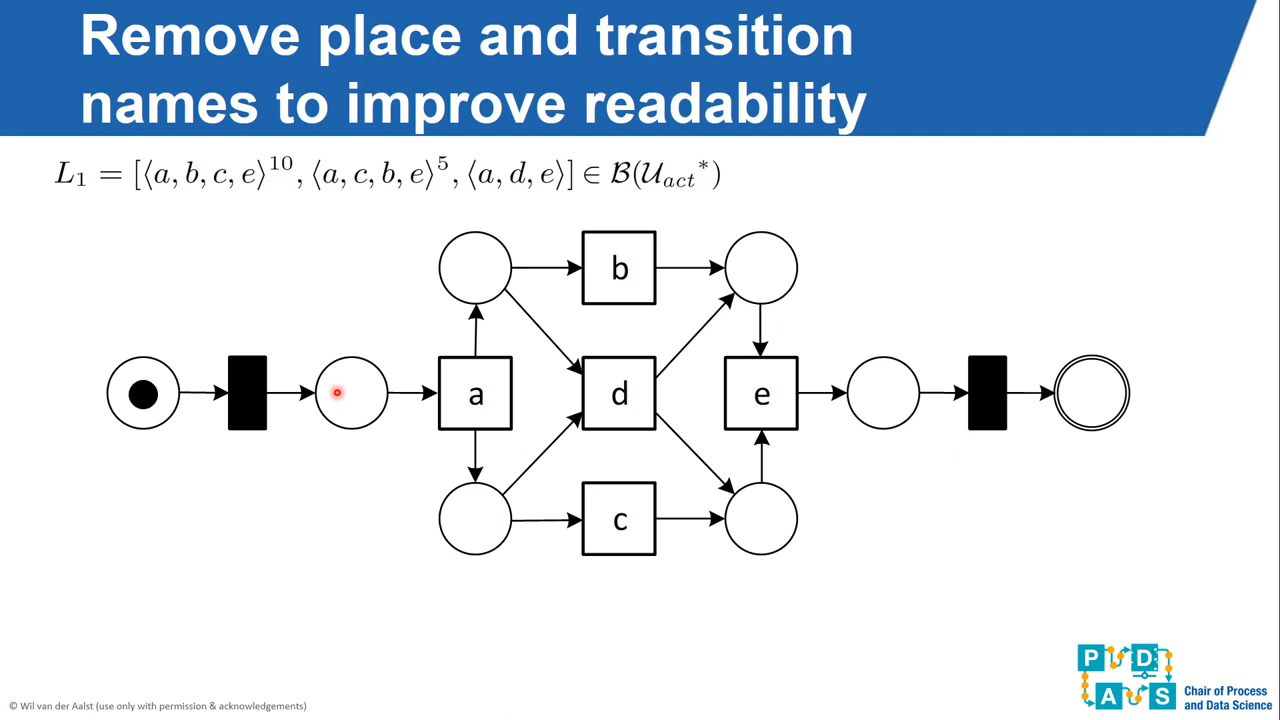 Remove place and transition
names to improve readability
L₁ = [⟨a, b, c, e⟩¹⁰, ⟨a, c, b, e⟩⁵, ⟨a, d, e⟩] ∈ ℬ(𝒰_act*)
b
a
d
e
c
P D
A S
Chair of Process
and Data Science
© Wil van der Aalst (use only with permission & acknowledgements)